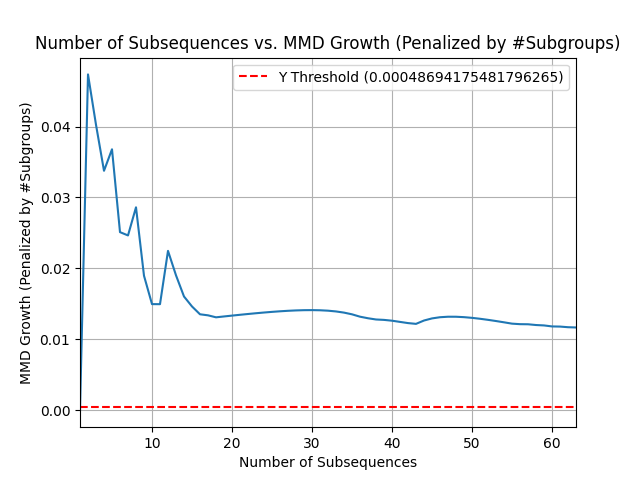 Number of Subsequences vs. MMD Growth (Penalized by #Subgroups)
Y Threshold (0.00048694175481796265)
MMD Growth (Penalized by #Subgroups)
0.04
0.03
0.02
0.01
0.00
10 20 30 40 50 60
Number of Subsequences